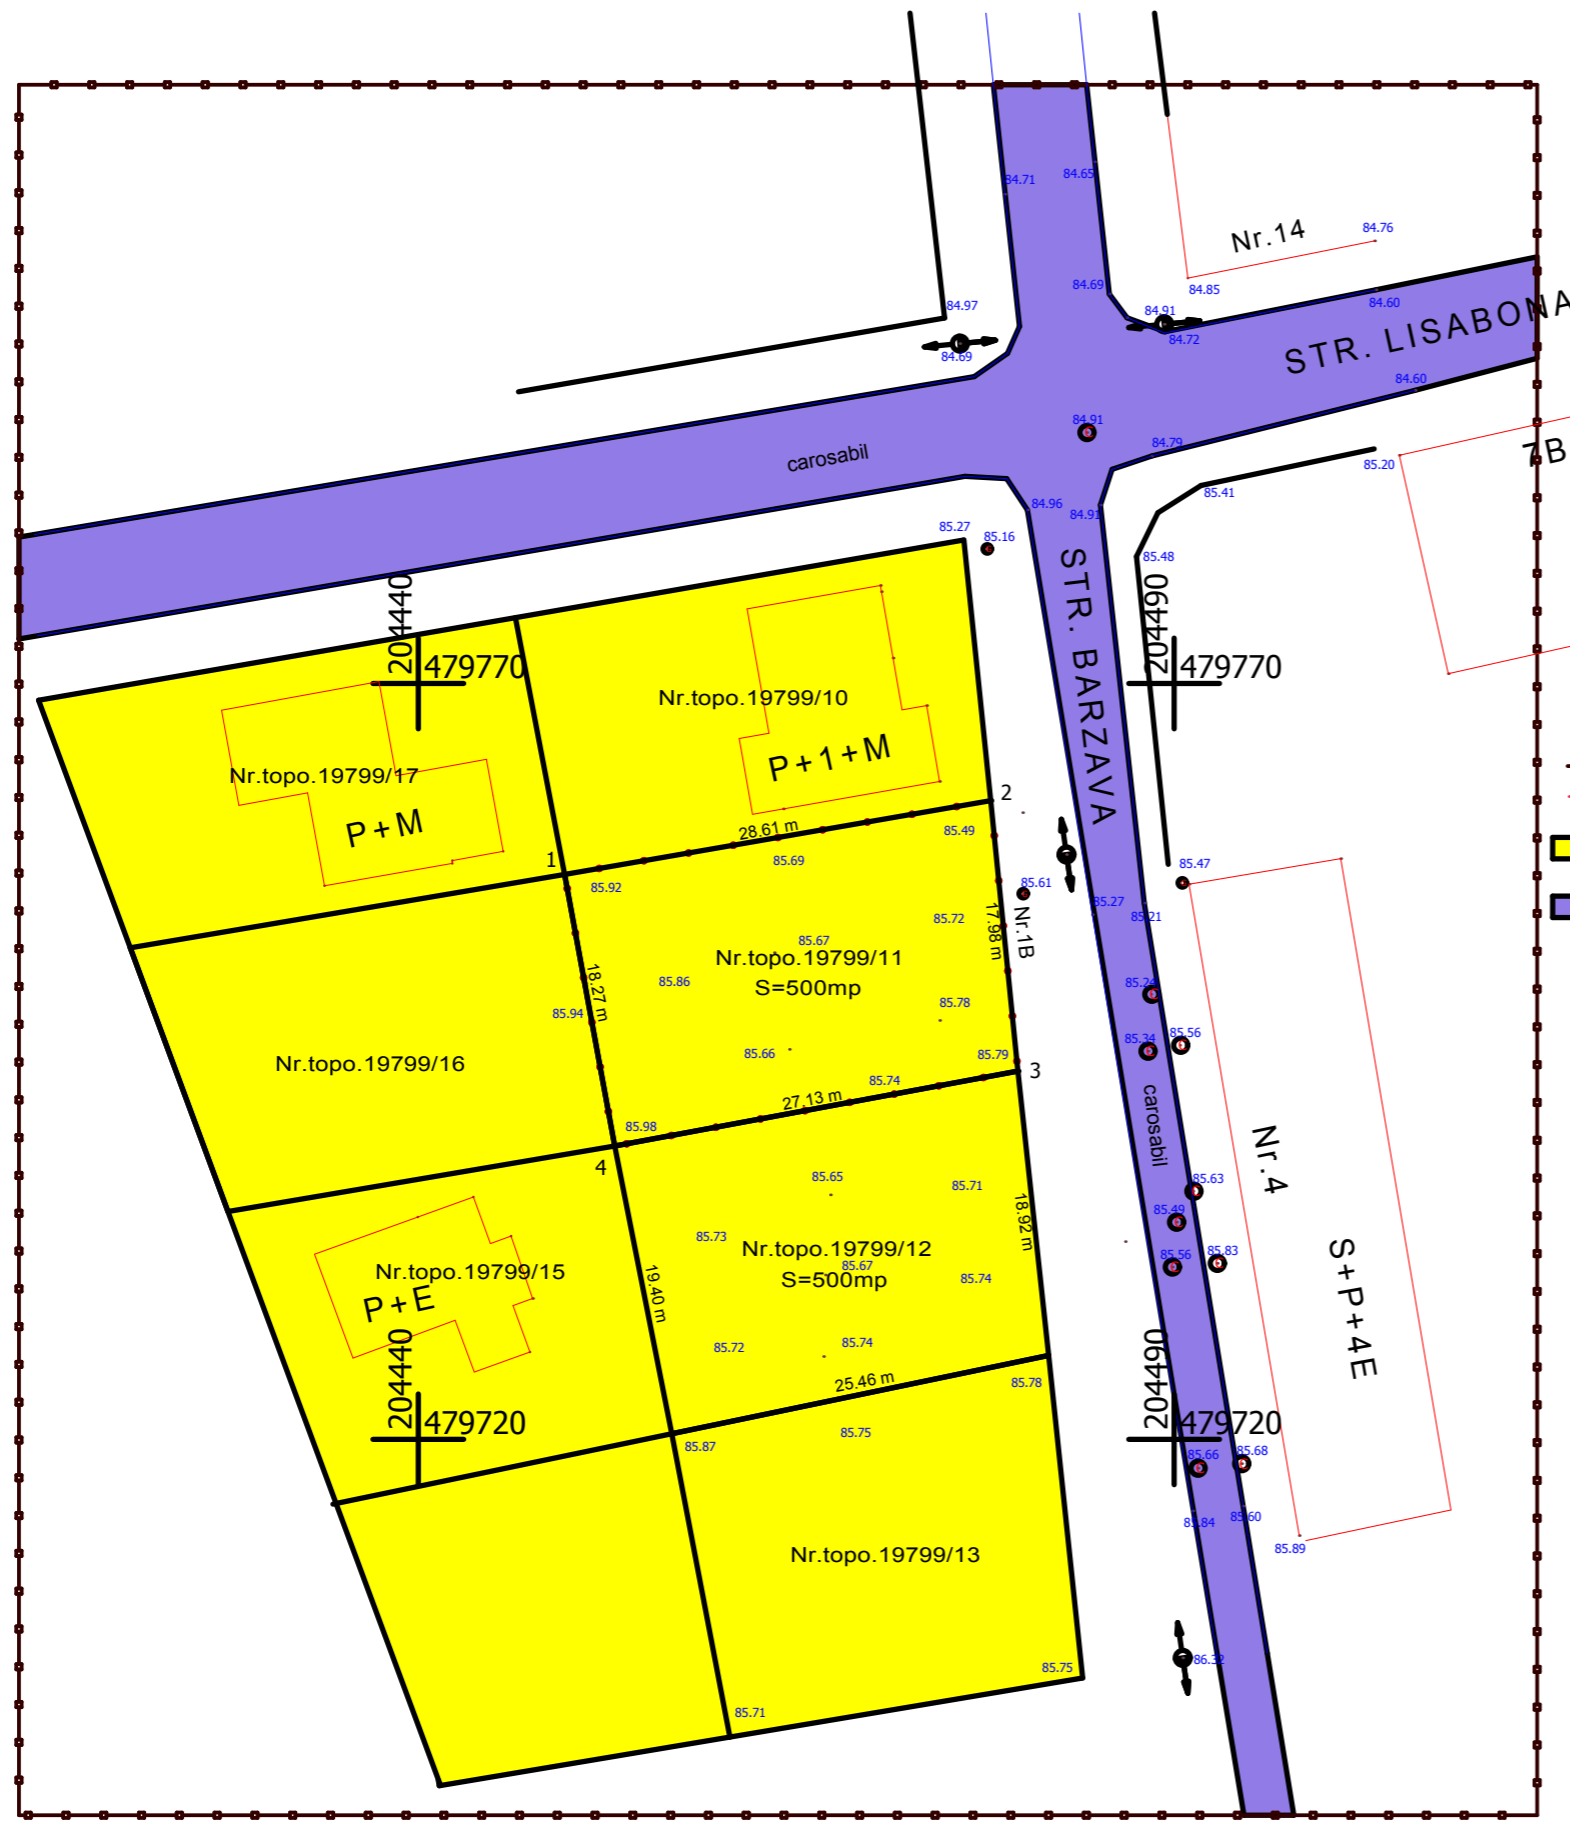 84.71
84.65
Nr.14
84.76
84.69
84.85
84.97
84.91
84.60
STR. LISABONA
84.69
84.72
84.60
84.91
84.79
carosabil
7B
85.20
85.41
84.96
84.91
85.27
85.16
85.48
STR. BARZAVA
204440
479770
204490
479770
Nr.topo.19799/10
P+1+M
Nr.topo.19799/17
P+M
2
28.61 m
85.49
1
85.69
85.92
85.61
85.47
17.98 m
Nr.1B
85.72
85.27
85.21
85.67
Nr.topo.19799/11
S=500mp
85.86
18.27 m
85.94
85.78
85.24
85.34
85.56
85.66
85.79
Nr.topo.19799/16
3
85.74
27.13 m
85.98
4
carosabil
Nr.4
85.65
85.71
85.63
18.92 m
85.49
85.73
Nr.topo.19799/12
85.67
S=500mp
85.74
85.56
85.83
Nr.topo.19799/15
P+E
19.40 m
S+P+4E
85.72
85.74
25.46 m
85.78
204440
479720
204460
479720
85.87
85.75
85.66
85.68
85.84
85.60
85.89
Nr.topo.19799/13
85.75
86.32
85.71